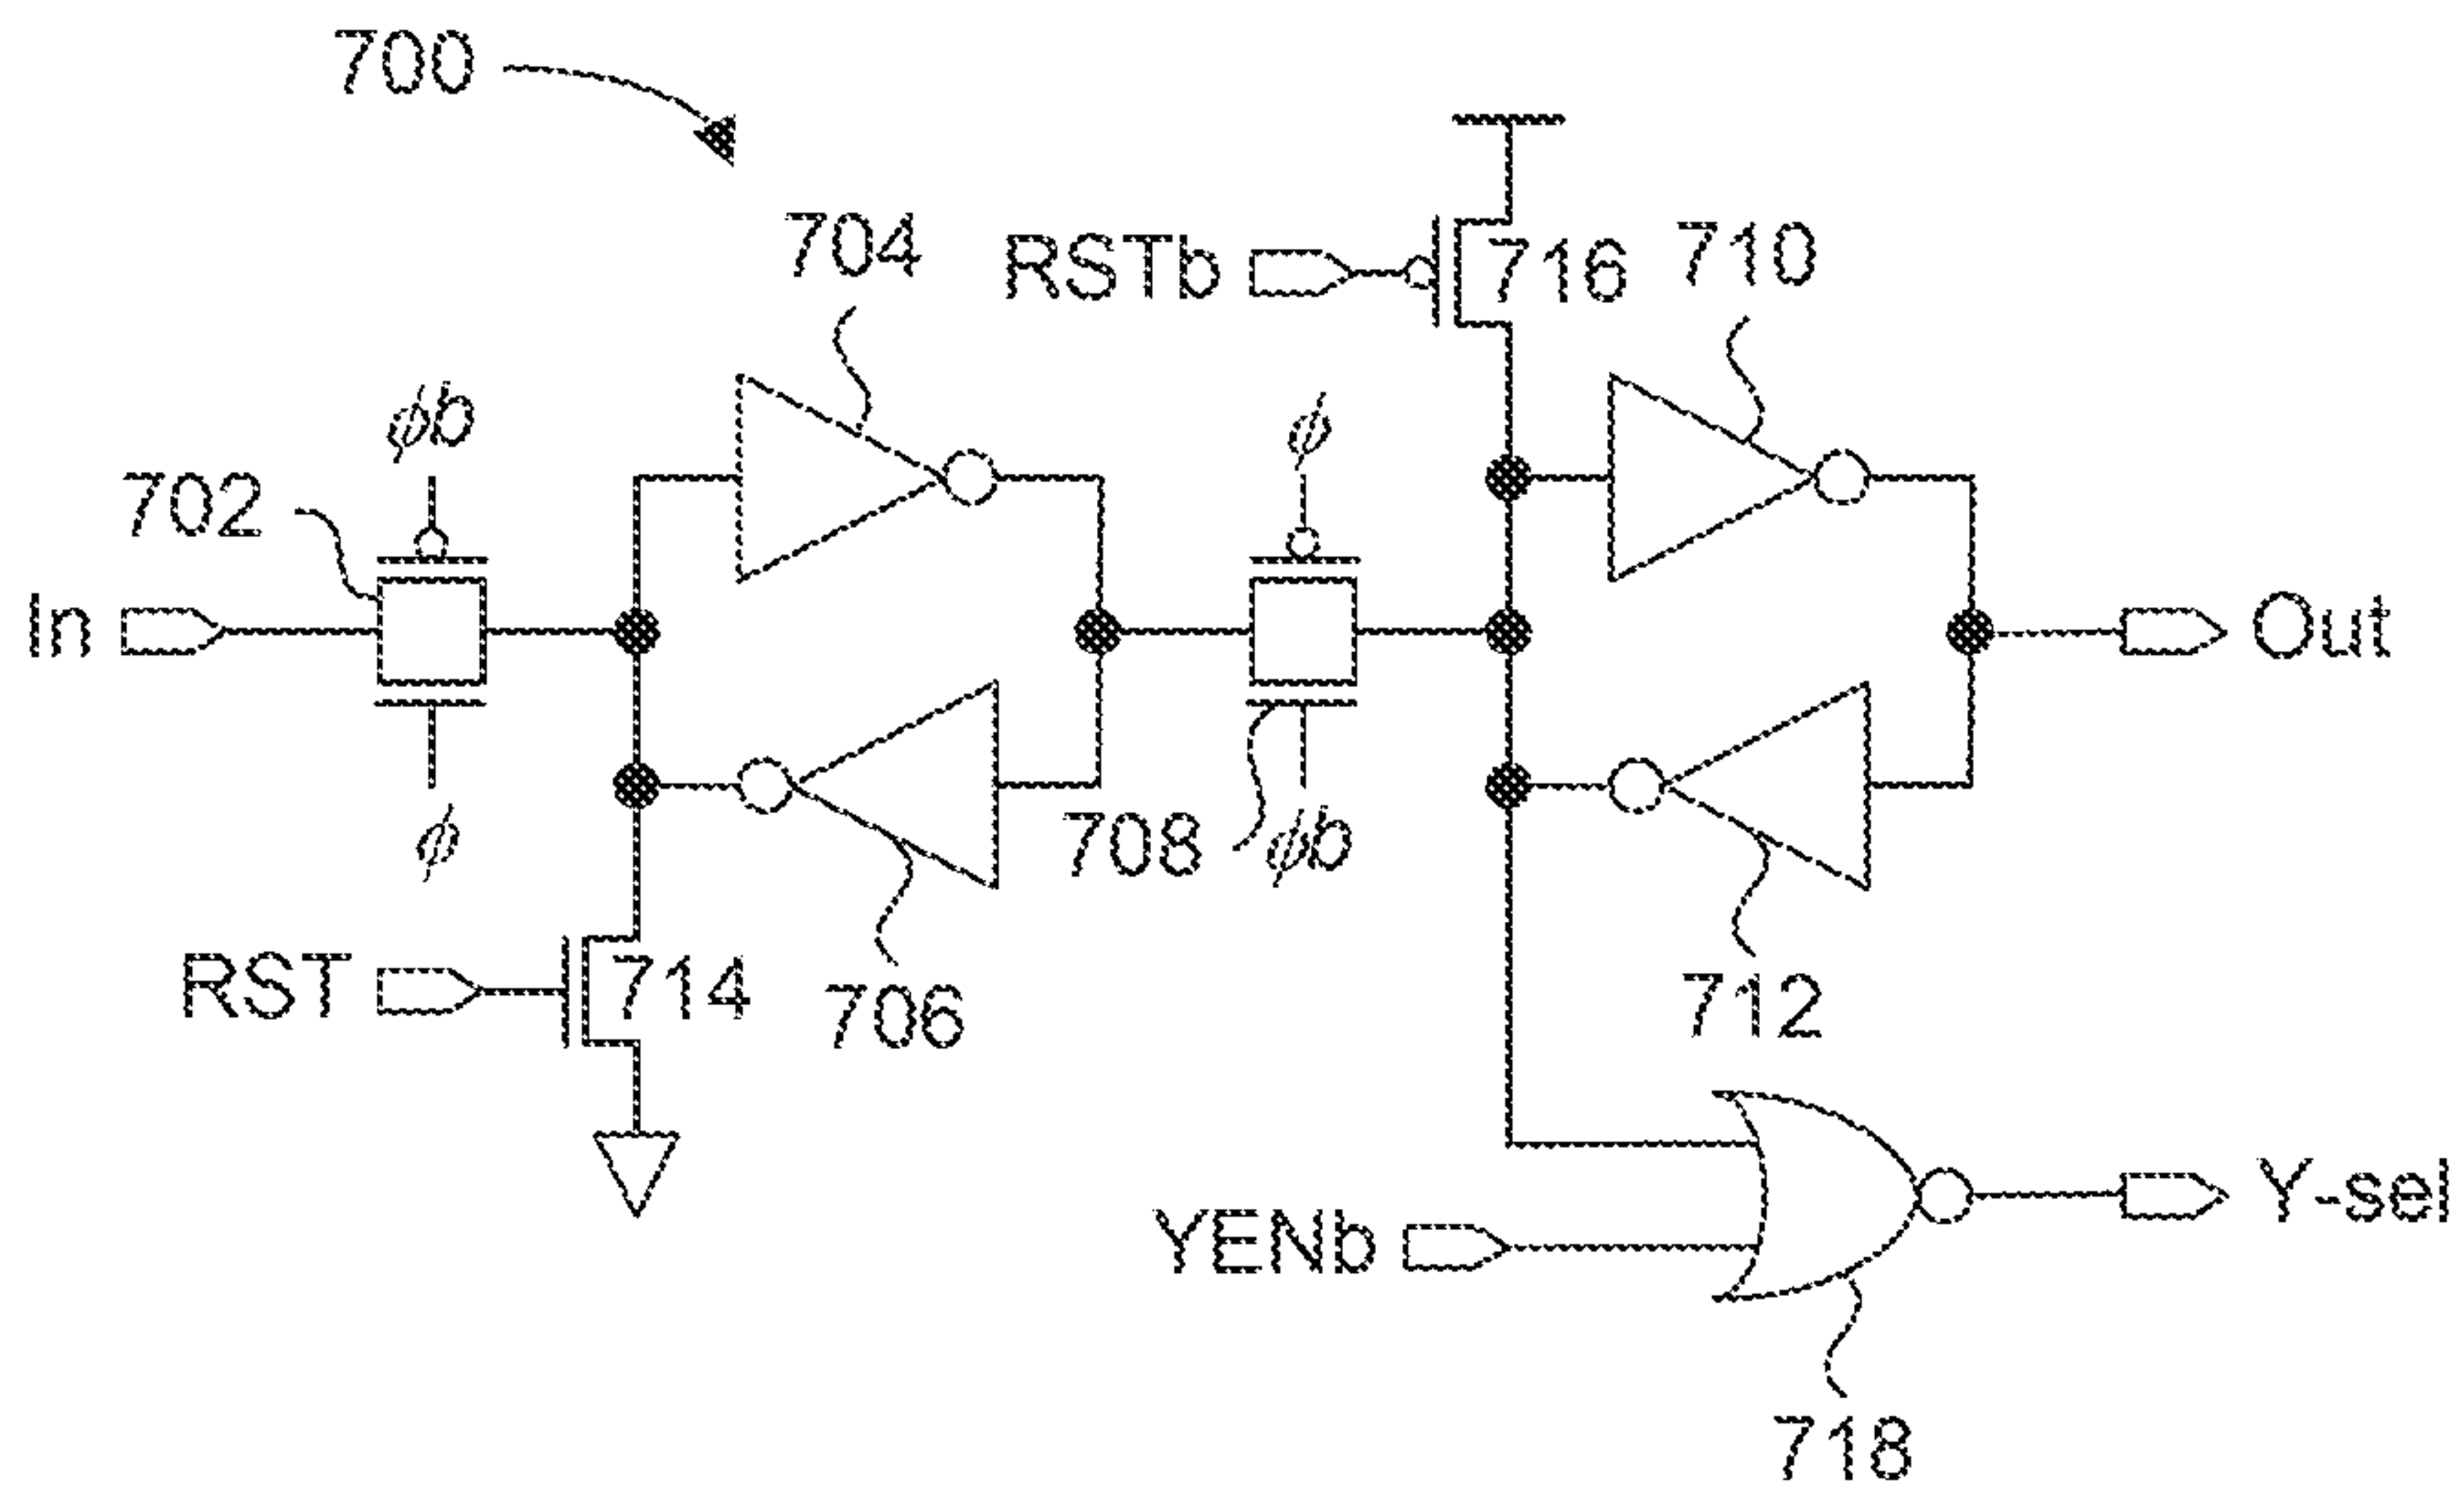 700
704
RSTb
716
710
ϕb
ϕ
702
In
Out
ϕ
708
ϕb
RST
714
706
712
YENb
Y-sel
718